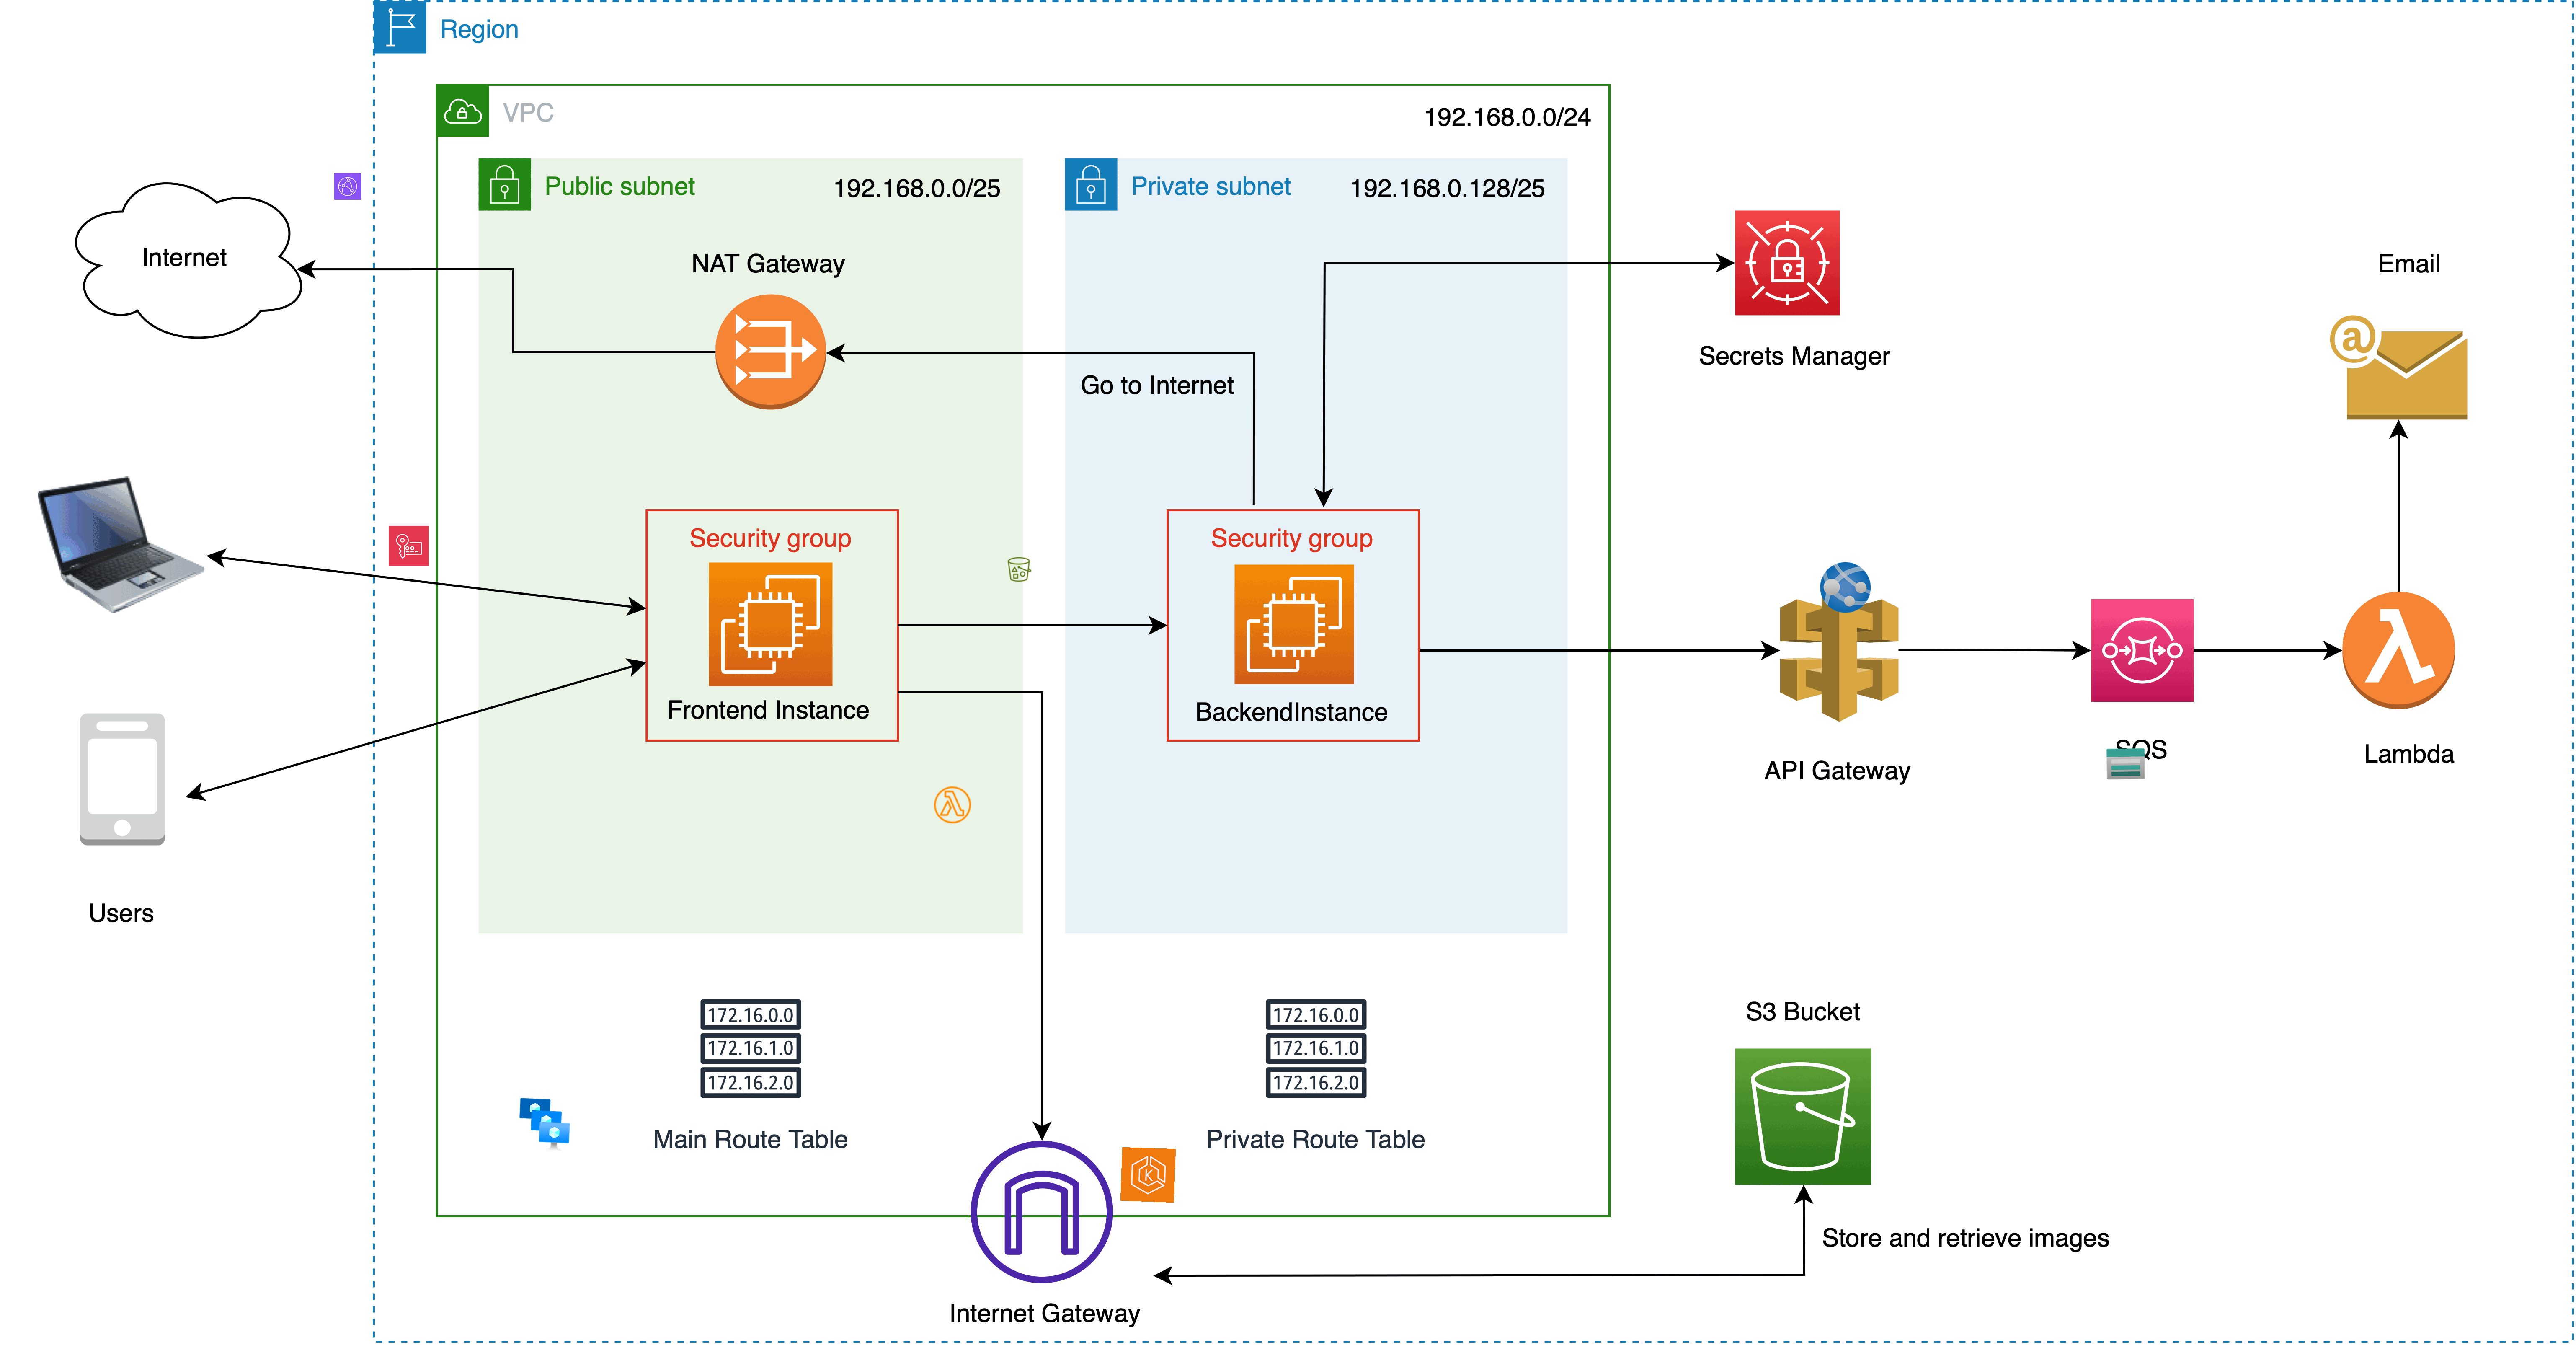 Region
VPC
192.168.0.0/24
Public subnet
192.168.0.0/25
Private subnet
192.168.0.128/25
Internet
NAT Gateway
Go to Internet
Secrets Manager
Email
@
Security group
Frontend Instance
Security group
BackendInstance
API Gateway
SQS
Lambda
Users
172.16.0.0
172.16.1.0
172.16.2.0
Main Route Table
172.16.0.0
172.16.1.0
172.16.2.0
Private Route Table
K
S3 Bucket
Store and retrieve images
Internet Gateway